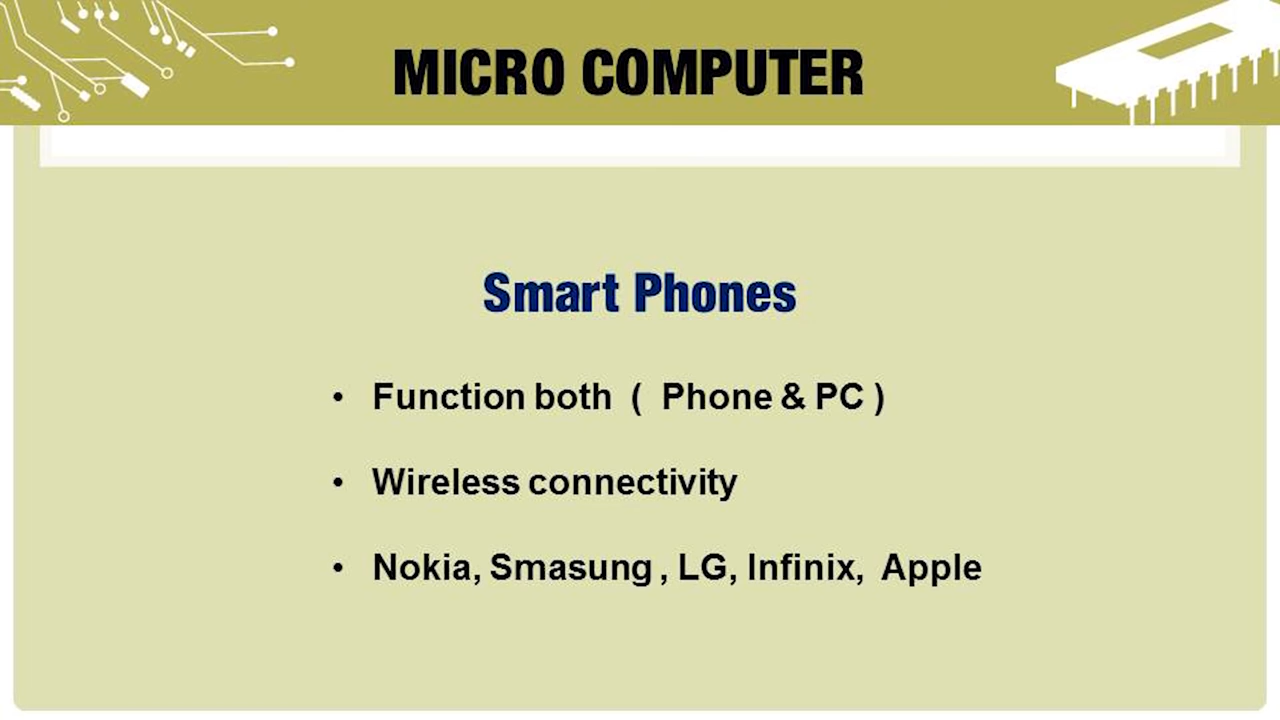 MICRO COMPUTER
Smart Phones
• Function both ( Phone & PC )
• Wireless connectivity
• Nokia, Smasung , LG, Infinix, Apple